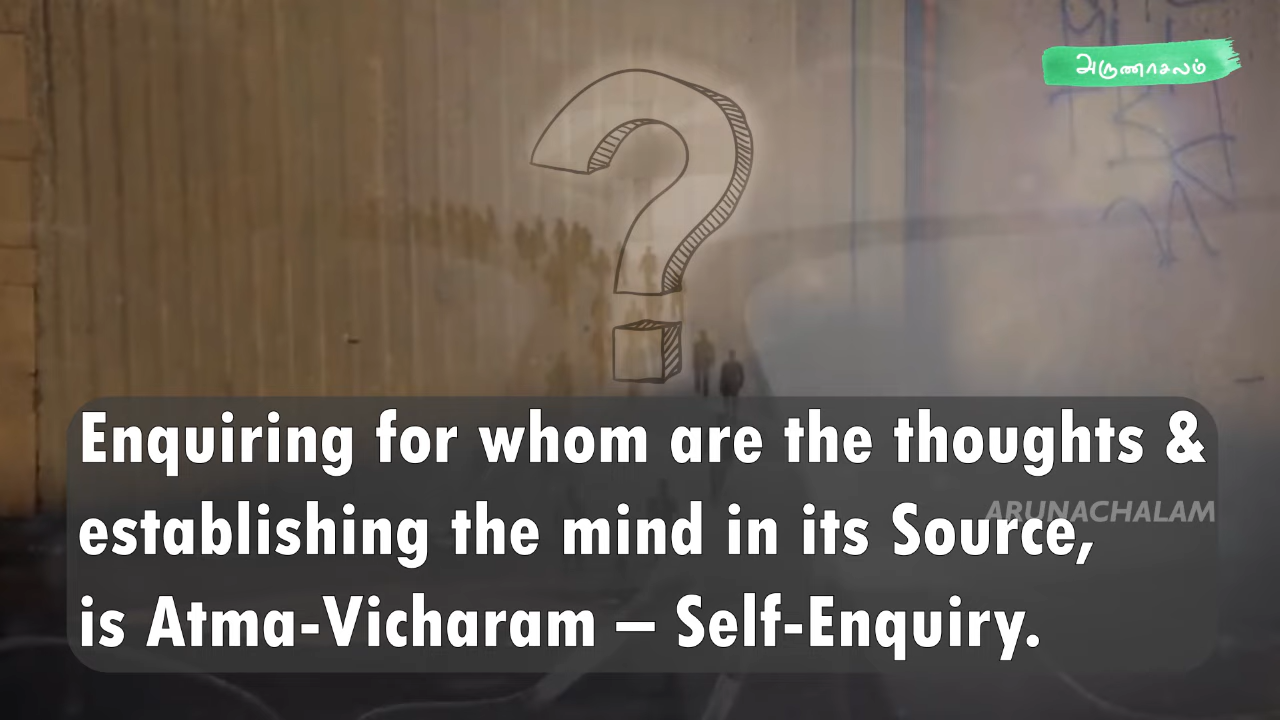 அருணாசலம்
?
Enquiring for whom are the thoughts &
establishing the mind in its Source,
ARUNACHALAM
is Atma-Vicharam – Self-Enquiry.